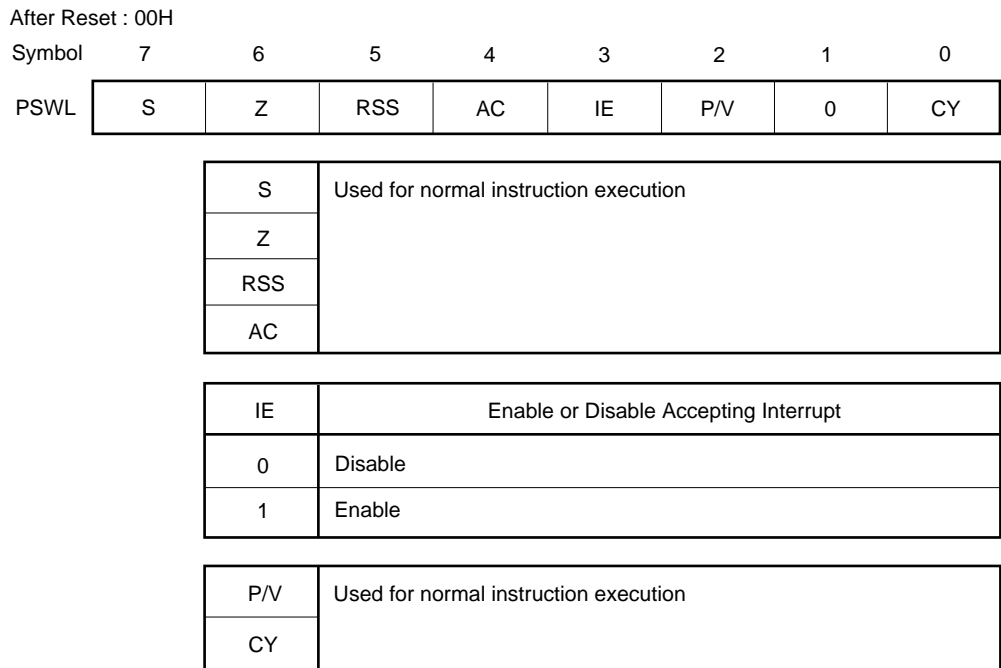 After Reset : 00H
Symbol 7 6 5 4 3 2 1 0
PSWL S Z RSS AC IE P/V 0 CY
S Used for normal instruction execution
Z
RSS
AC
IE Enable or Disable Accepting Interrupt
0 Disable
1 Enable
P/V Used for normal instruction execution
CY